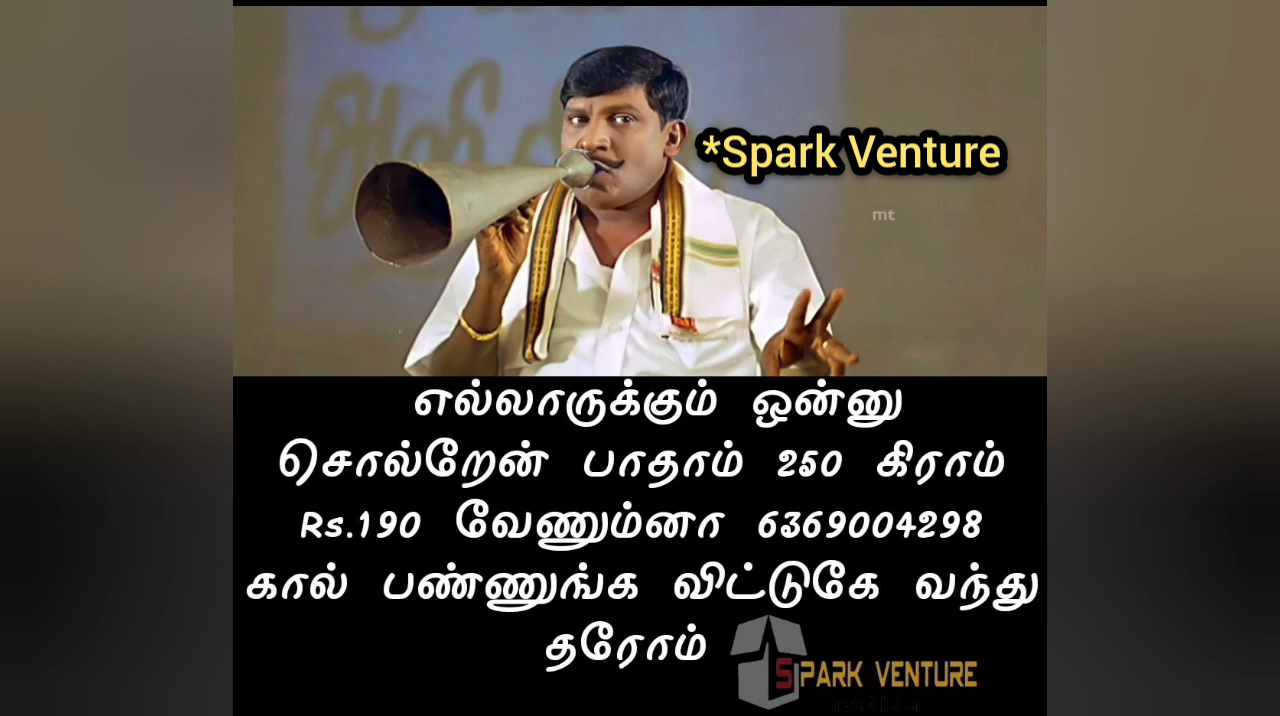 *Spark Venture
mt
எல்லாருக்கும் ஒன்னு
சொல்றேன் பாதாம் 250 கிராம்
Rs.190 வேணும்னா 6369004298
கால் பண்ணுங்க விட்டுகே வந்து
தரோம்
SPARK VENTURE